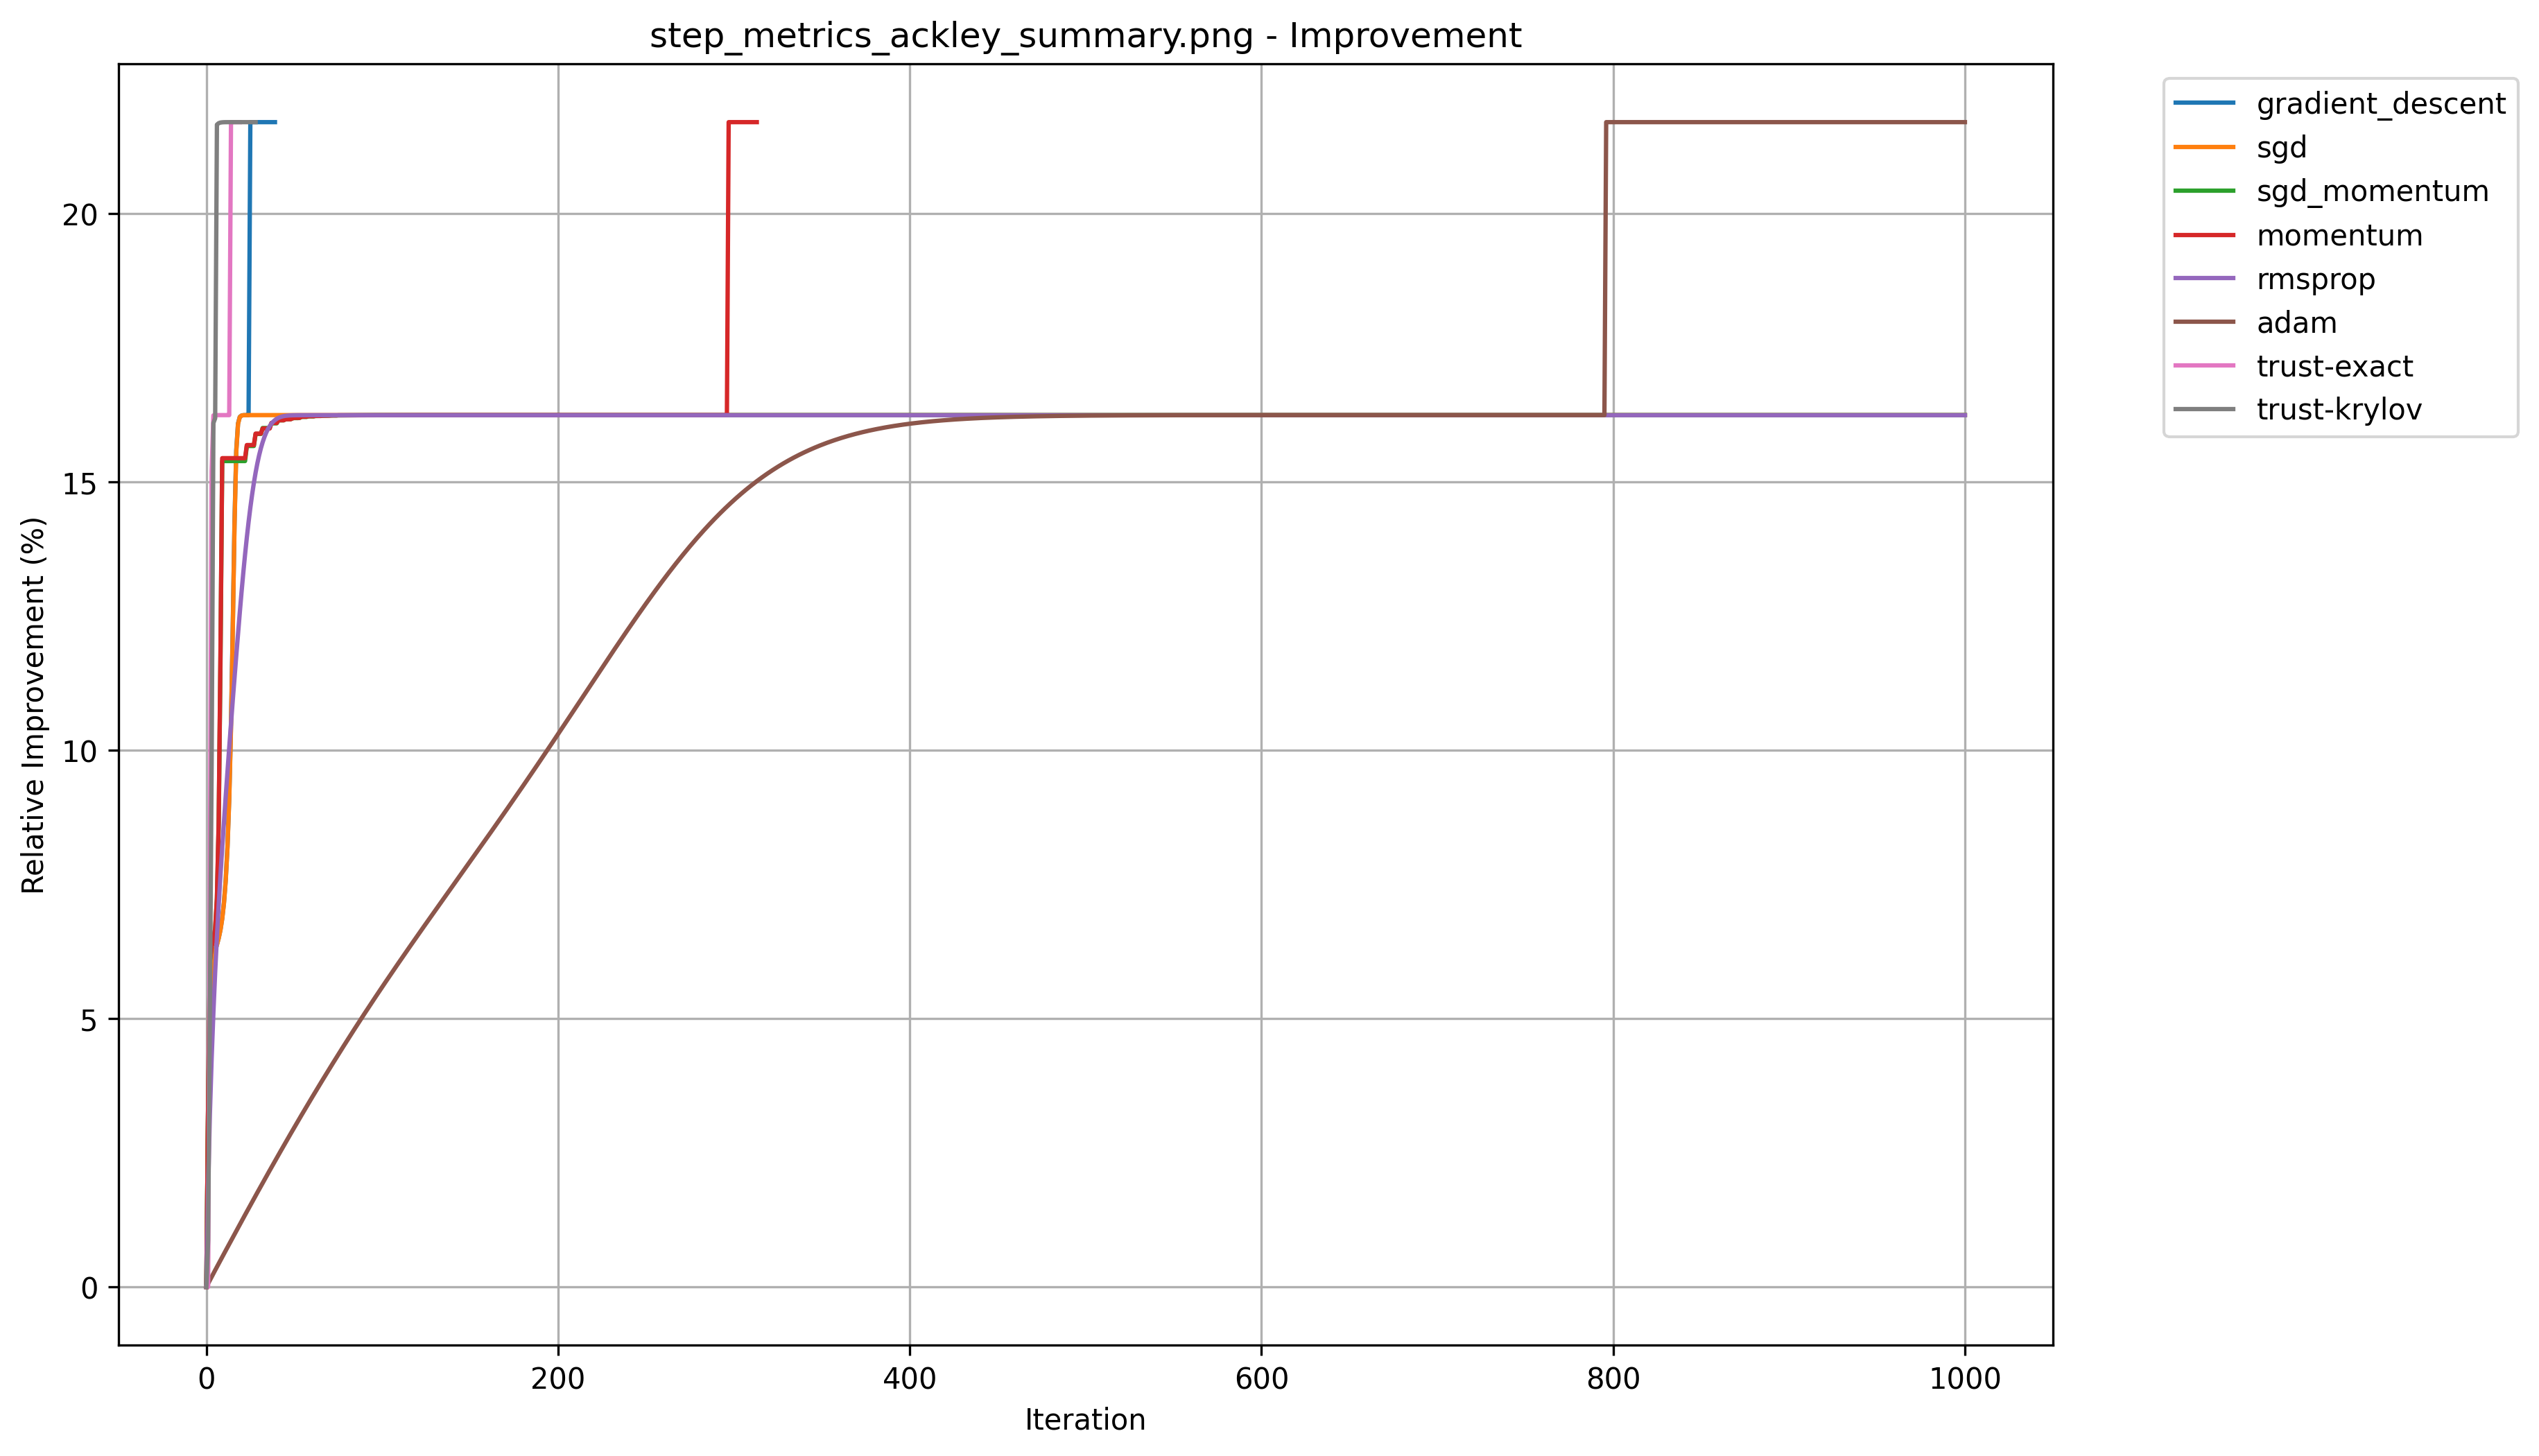 step_metrics_ackley_summary.png - Improvement
gradient_descent
sgd
sgd_momentum
momentum
rmsprop
adam
trust-exact
trust-krylov
Relative Improvement (%)
20
15
10
5
0
0 200 400 600 800 1000
Iteration